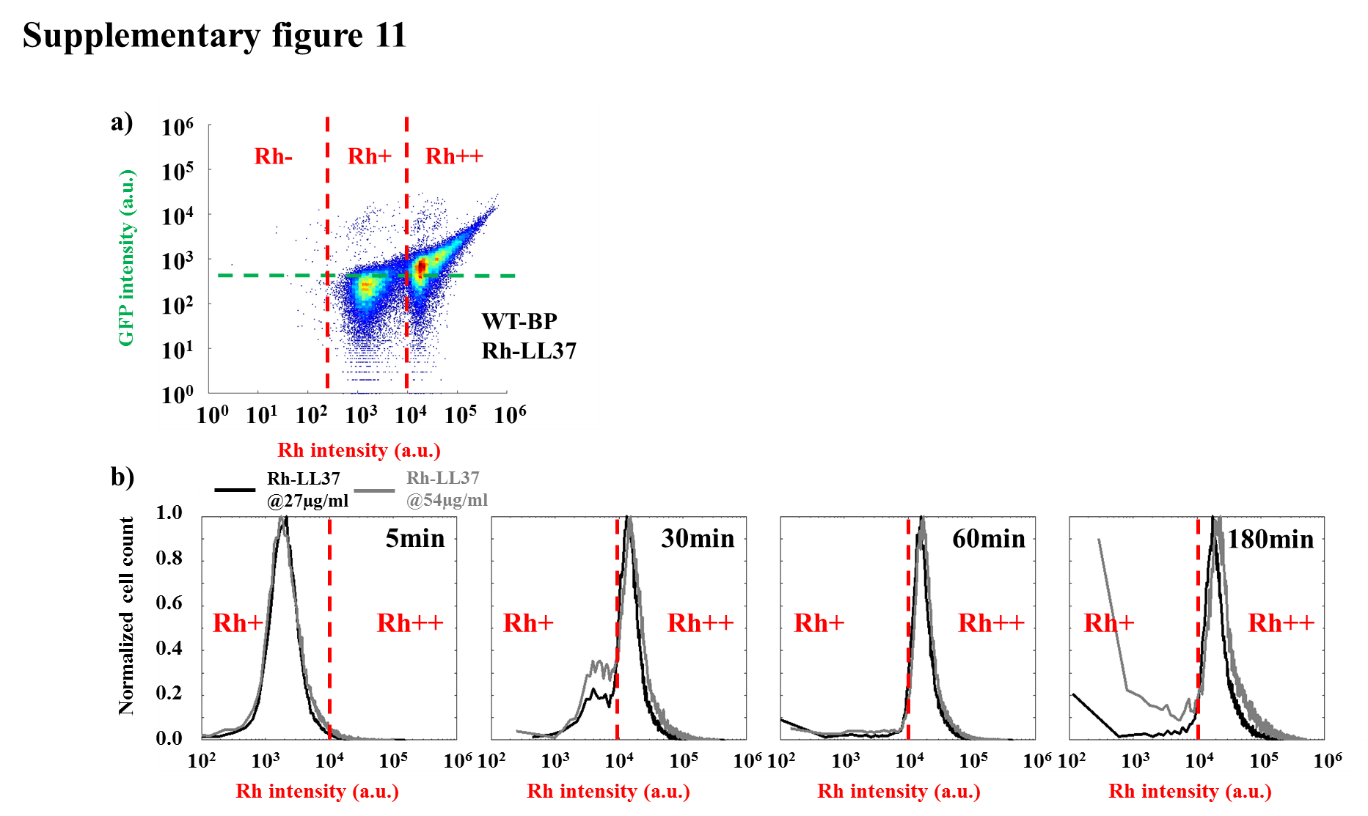 Supplementary figure 11
a)
10⁶
10⁵
10⁴
10³
10²
10¹
10⁰
GFP intensity (a.u.)
Rh- Rh+ Rh++
WT-BP
Rh-LL37
10⁰ 10¹ 10² 10³ 10⁴ 10⁵ 10⁶
Rh intensity (a.u.)
b)
Rh-LL37
@27µg/ml
Rh-LL37
@54µg/ml
Normalized cell count
1.0
0.8
0.6
0.4
0.2
0.0
5min
Rh+ Rh++
10² 10³ 10⁴ 10⁵ 10⁶
Rh intensity (a.u.)
30min
Rh+ Rh++
10² 10³ 10⁴ 10⁵ 10⁶
Rh intensity (a.u.)
60min
Rh+ Rh++
10² 10³ 10⁴ 10⁵ 10⁶
Rh intensity (a.u.)
180min
Rh+ Rh++
10² 10³ 10⁴ 10⁵ 10⁶
Rh intensity (a.u.)